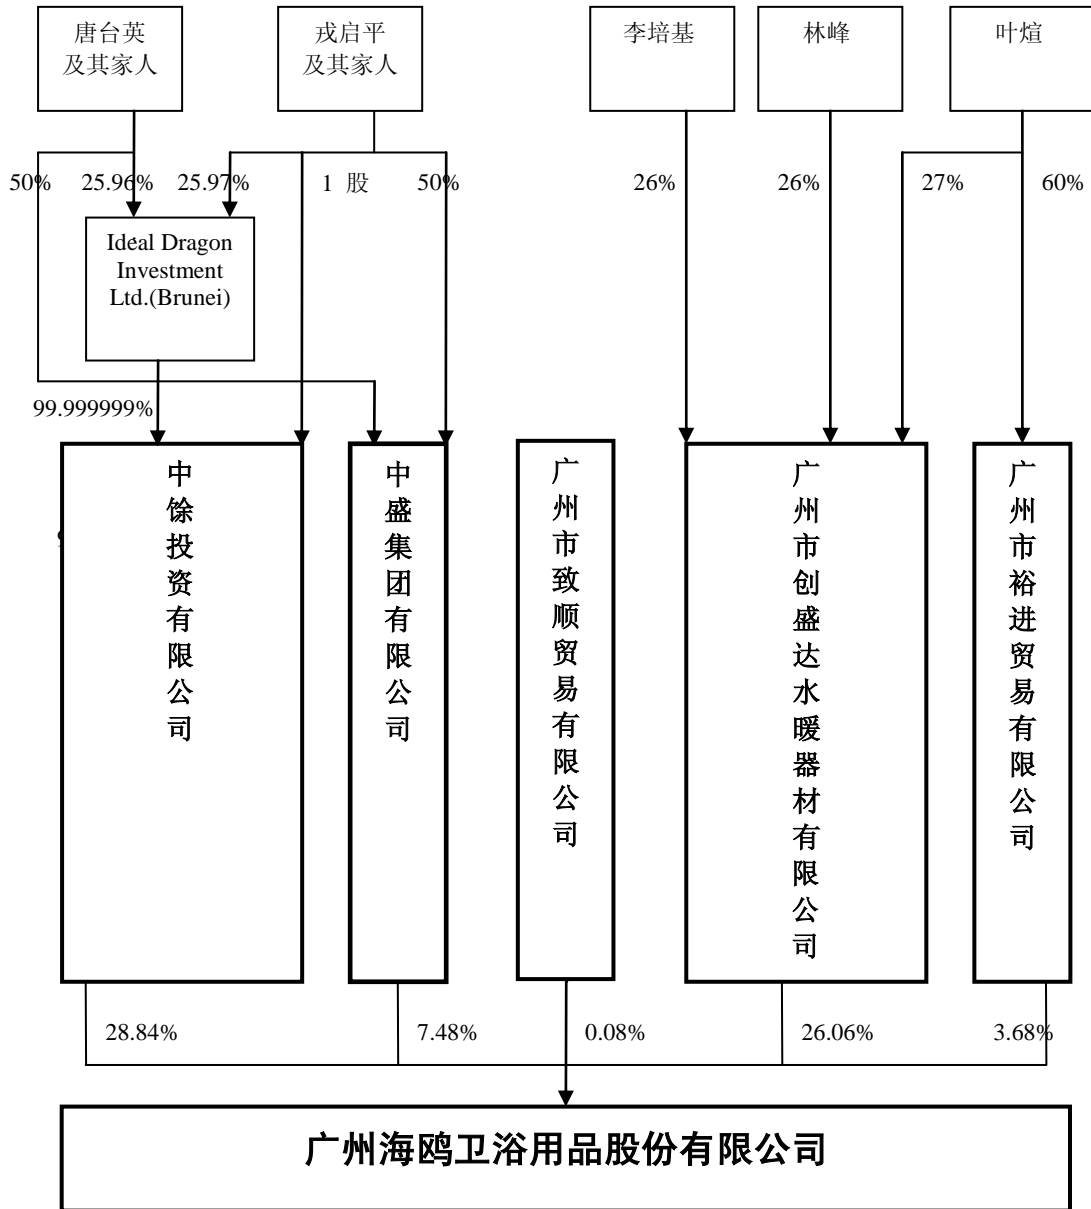 唐台英
及其家人
戎启平
及其家人
李培基
林峰
叶煊
50%
25.96%
25.97%
1 股
50%
26%
26%
27%
60%
Ideal Dragon
Investment
Ltd.(Brunei)
99.999999%
中馀投资有限公司
中盛集团有限公司
广州市致顺贸易有限公司
广州市创盛达水暖器材有限公司
广州市裕进贸易有限公司
28.84%
7.48%
0.08%
26.06%
3.68%
广州海鸥卫浴用品股份有限公司